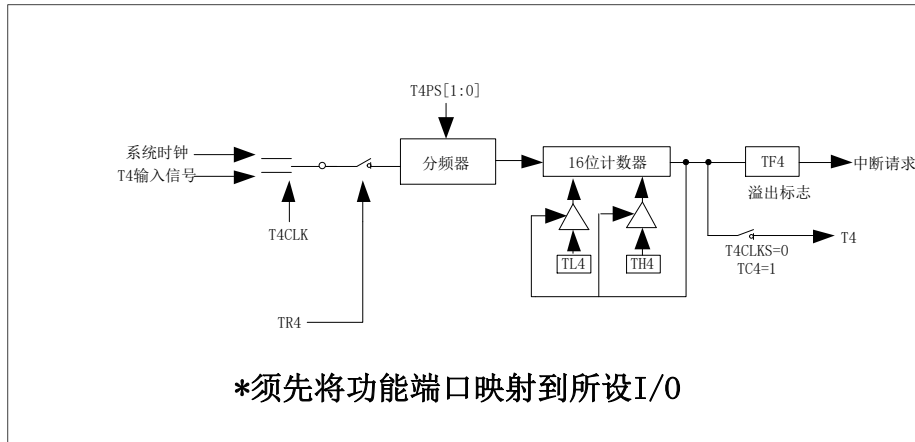 T4PS[1:0]
系统时钟
T4输入信号
分频器
16位计数器
TF4
中断请求
溢出标志
T4CLK
T4CLKS=0
TC4=1
T4
TL4
TH4
TR4
*须先将功能端口映射到所设I/O